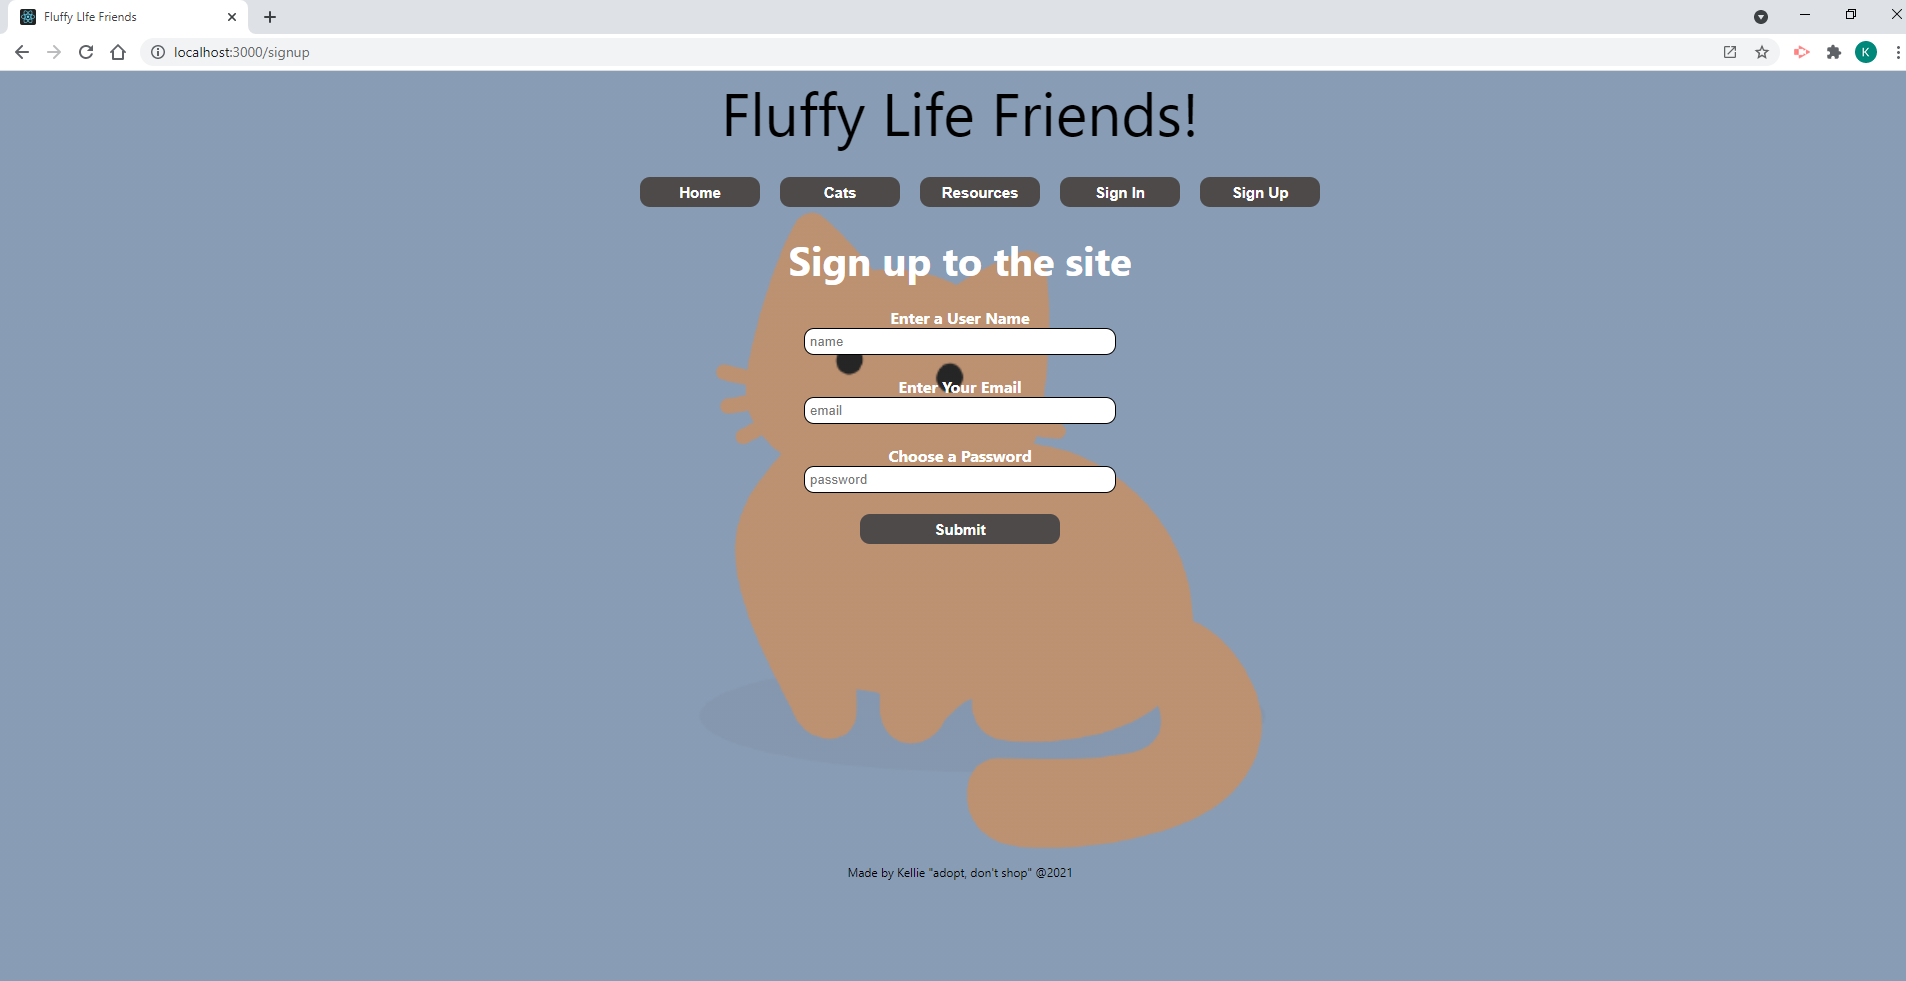 Fluffy LIfe Friends
localhost:3000/signup
K
Fluffy Life Friends!
Home Cats Resources Sign In Sign Up
Sign up to the site
Enter a User Name
name
Enter Your Email
email
Choose a Password
password
Submit
Made by Kellie "adopt, don't shop" @2021